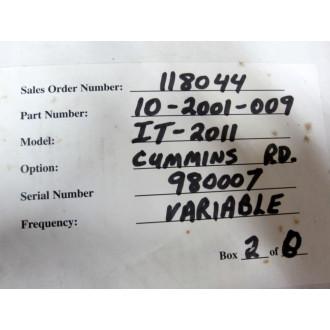 Sales Order Number: 118044
Part Number: 10-2001-009
Model: IT-2011
Option: CUMMINS RD.
Serial Number 980007
Frequency: VARIABLE
Box 2 of